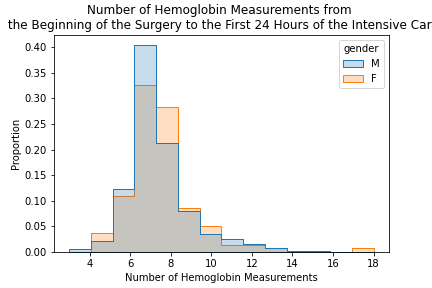 Number of Hemoglobin Measurements from
the Beginning of the Surgery to the First 24 Hours of the Intensive Car
gender
M
F
0.40
0.35
0.30
0.25
0.20
0.15
0.10
0.05
0.00
Proportion
4 6 8 10 12 14 16 18
Number of Hemoglobin Measurements